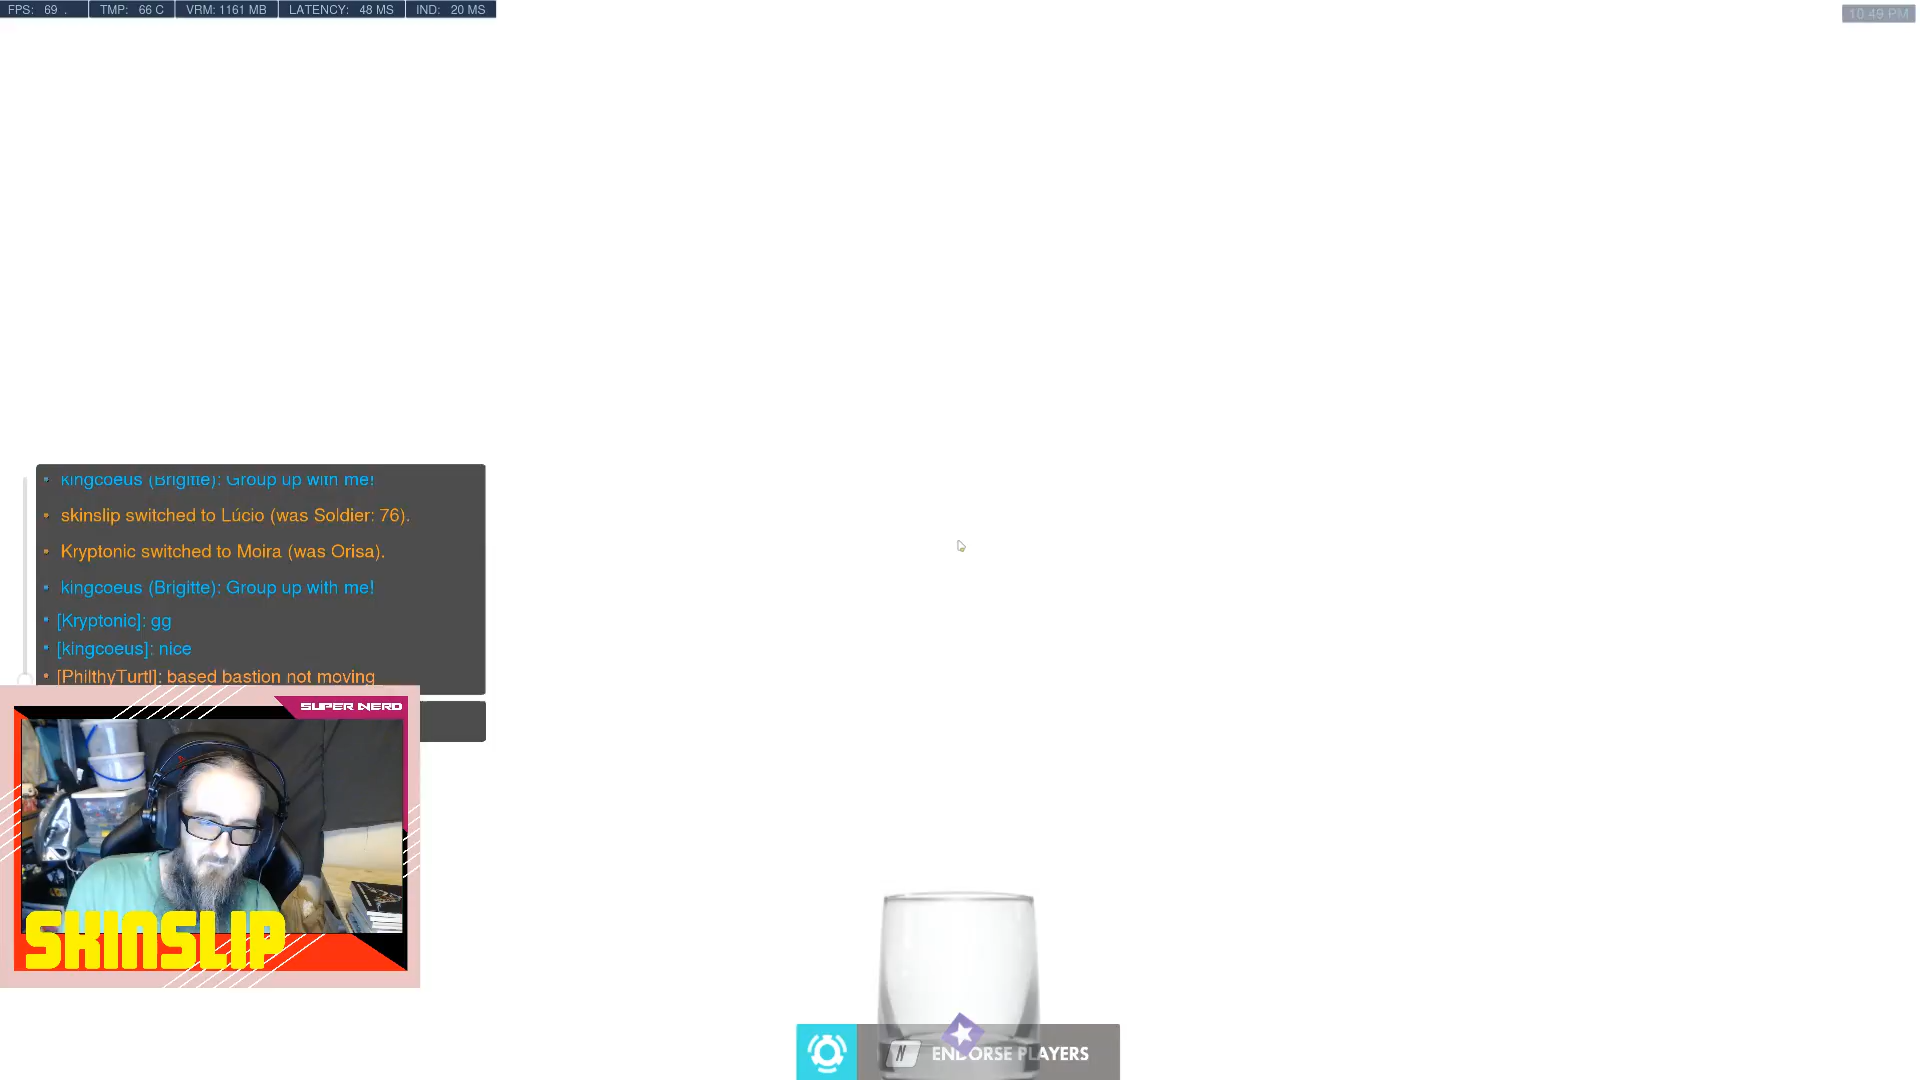 FPS: 69 . TMP: 66 C VRM: 1161 MB LATENCY: 48 MS IND: 20 MS
10:49 PM
kingcoeus (Brigitte): Group up with me!
skinslip switched to Lúcio (was Soldier: 76).
Kryptonic switched to Moira (was Orisa).
kingcoeus (Brigitte): Group up with me!
[Kryptonic]: gg
[kingcoeus]: nice
[PhilthyTurtl]: based bastion not moving
SUPER NERD
SKINSLIP
N ENDORSE PLAYERS